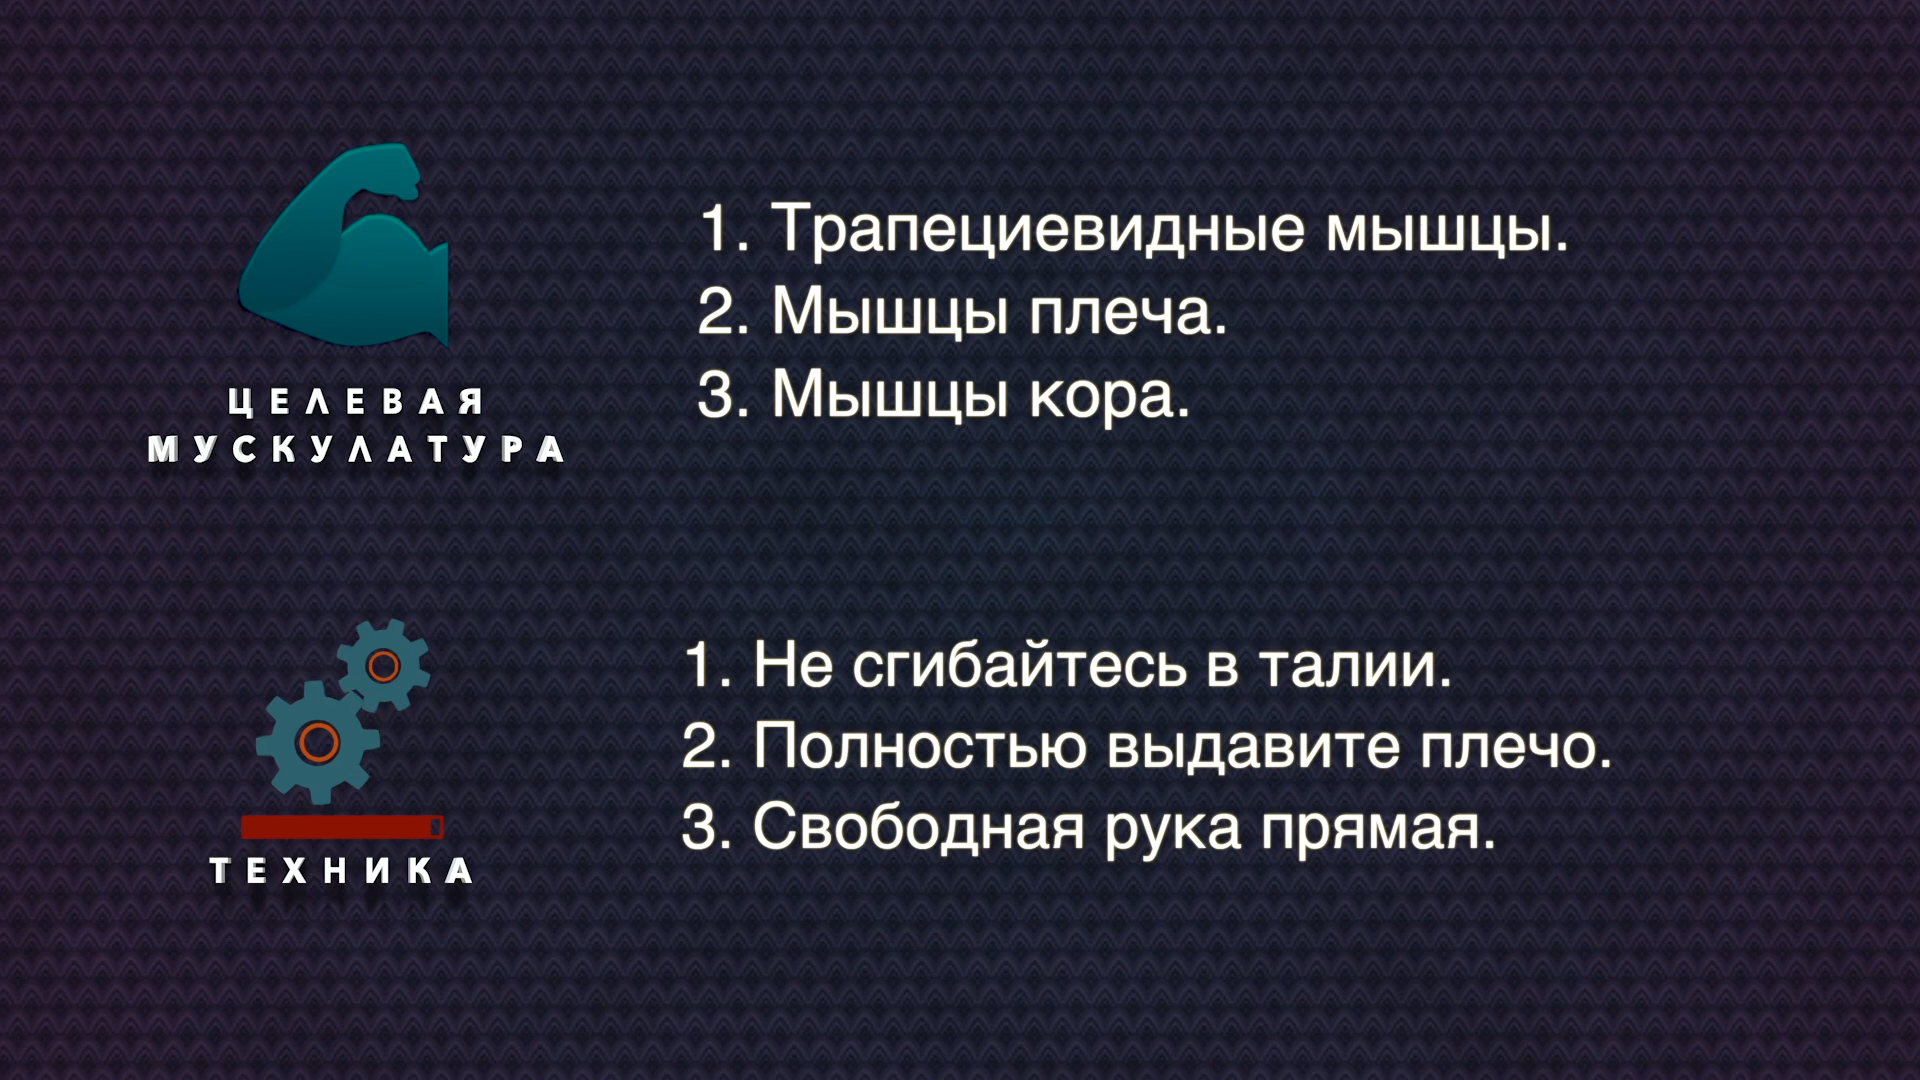 ЦЕЛЕВАЯ
МУСКУЛАТУРА
1. Трапециевидные мышцы.
2. Мышцы плеча.
3. Мышцы кора.
ТЕХНИКА
1. Не сгибайтесь в талии.
2. Полностью выдавите плечо.
3. Свободная рука прямая.